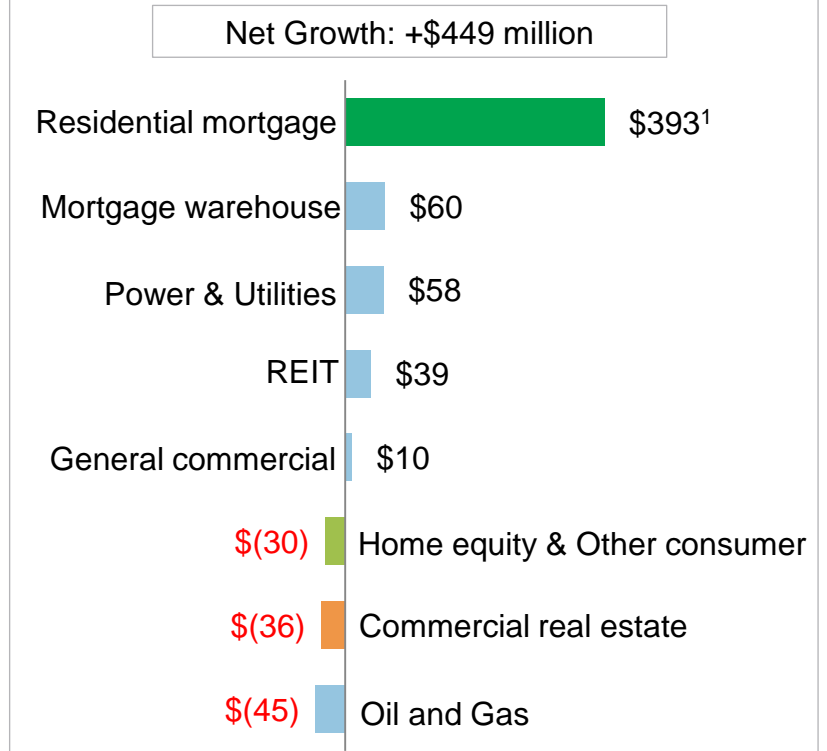 Net Growth: +$449 million
Residential mortgage $393¹
Mortgage warehouse $60
Power & Utilities $58
REIT $39
General commercial $10
$(30) Home equity & Other consumer
$(36) Commercial real estate
$(45) Oil and Gas